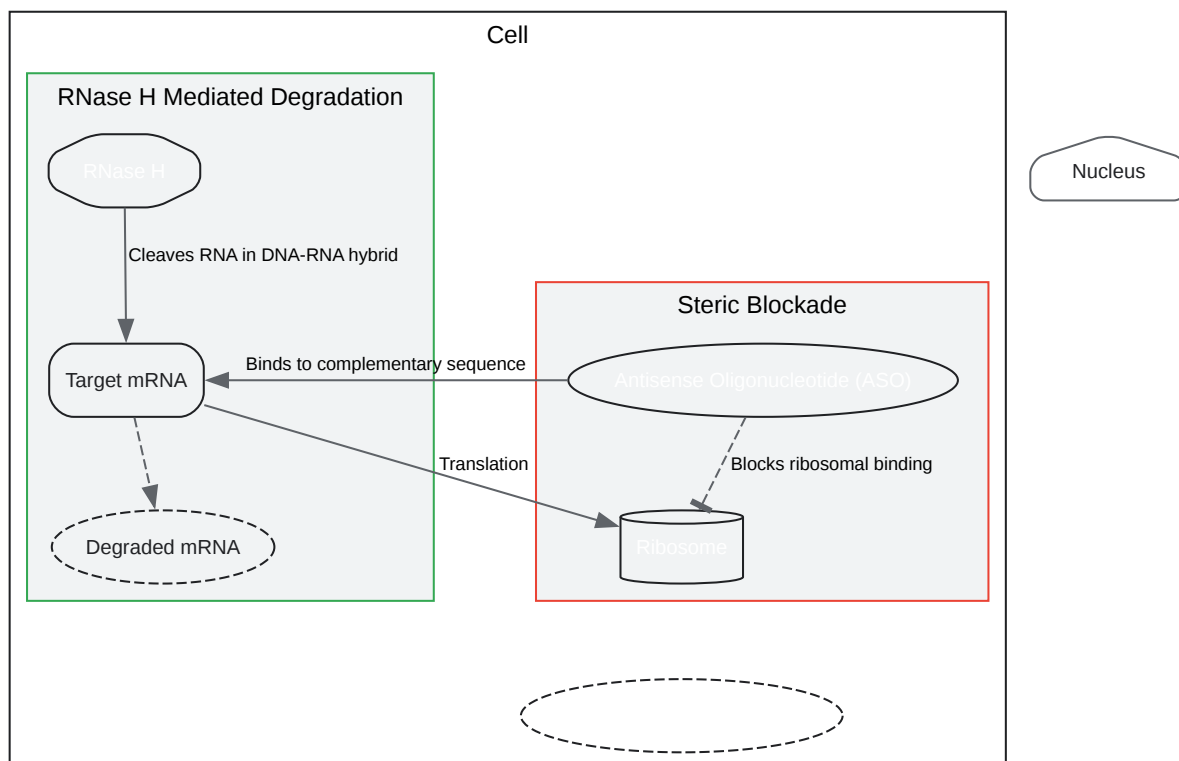 Cell
RNase H Mediated Degradation
RNase H
Nucleus
Cleaves RNA in DNA-RNA hybrid
Steric Blockade
Binds to complementary sequence
Target mRNA
Antisense Oligonucleotide (ASO)
Translation
Blocks ribosomal binding
Degraded mRNA
Ribosome